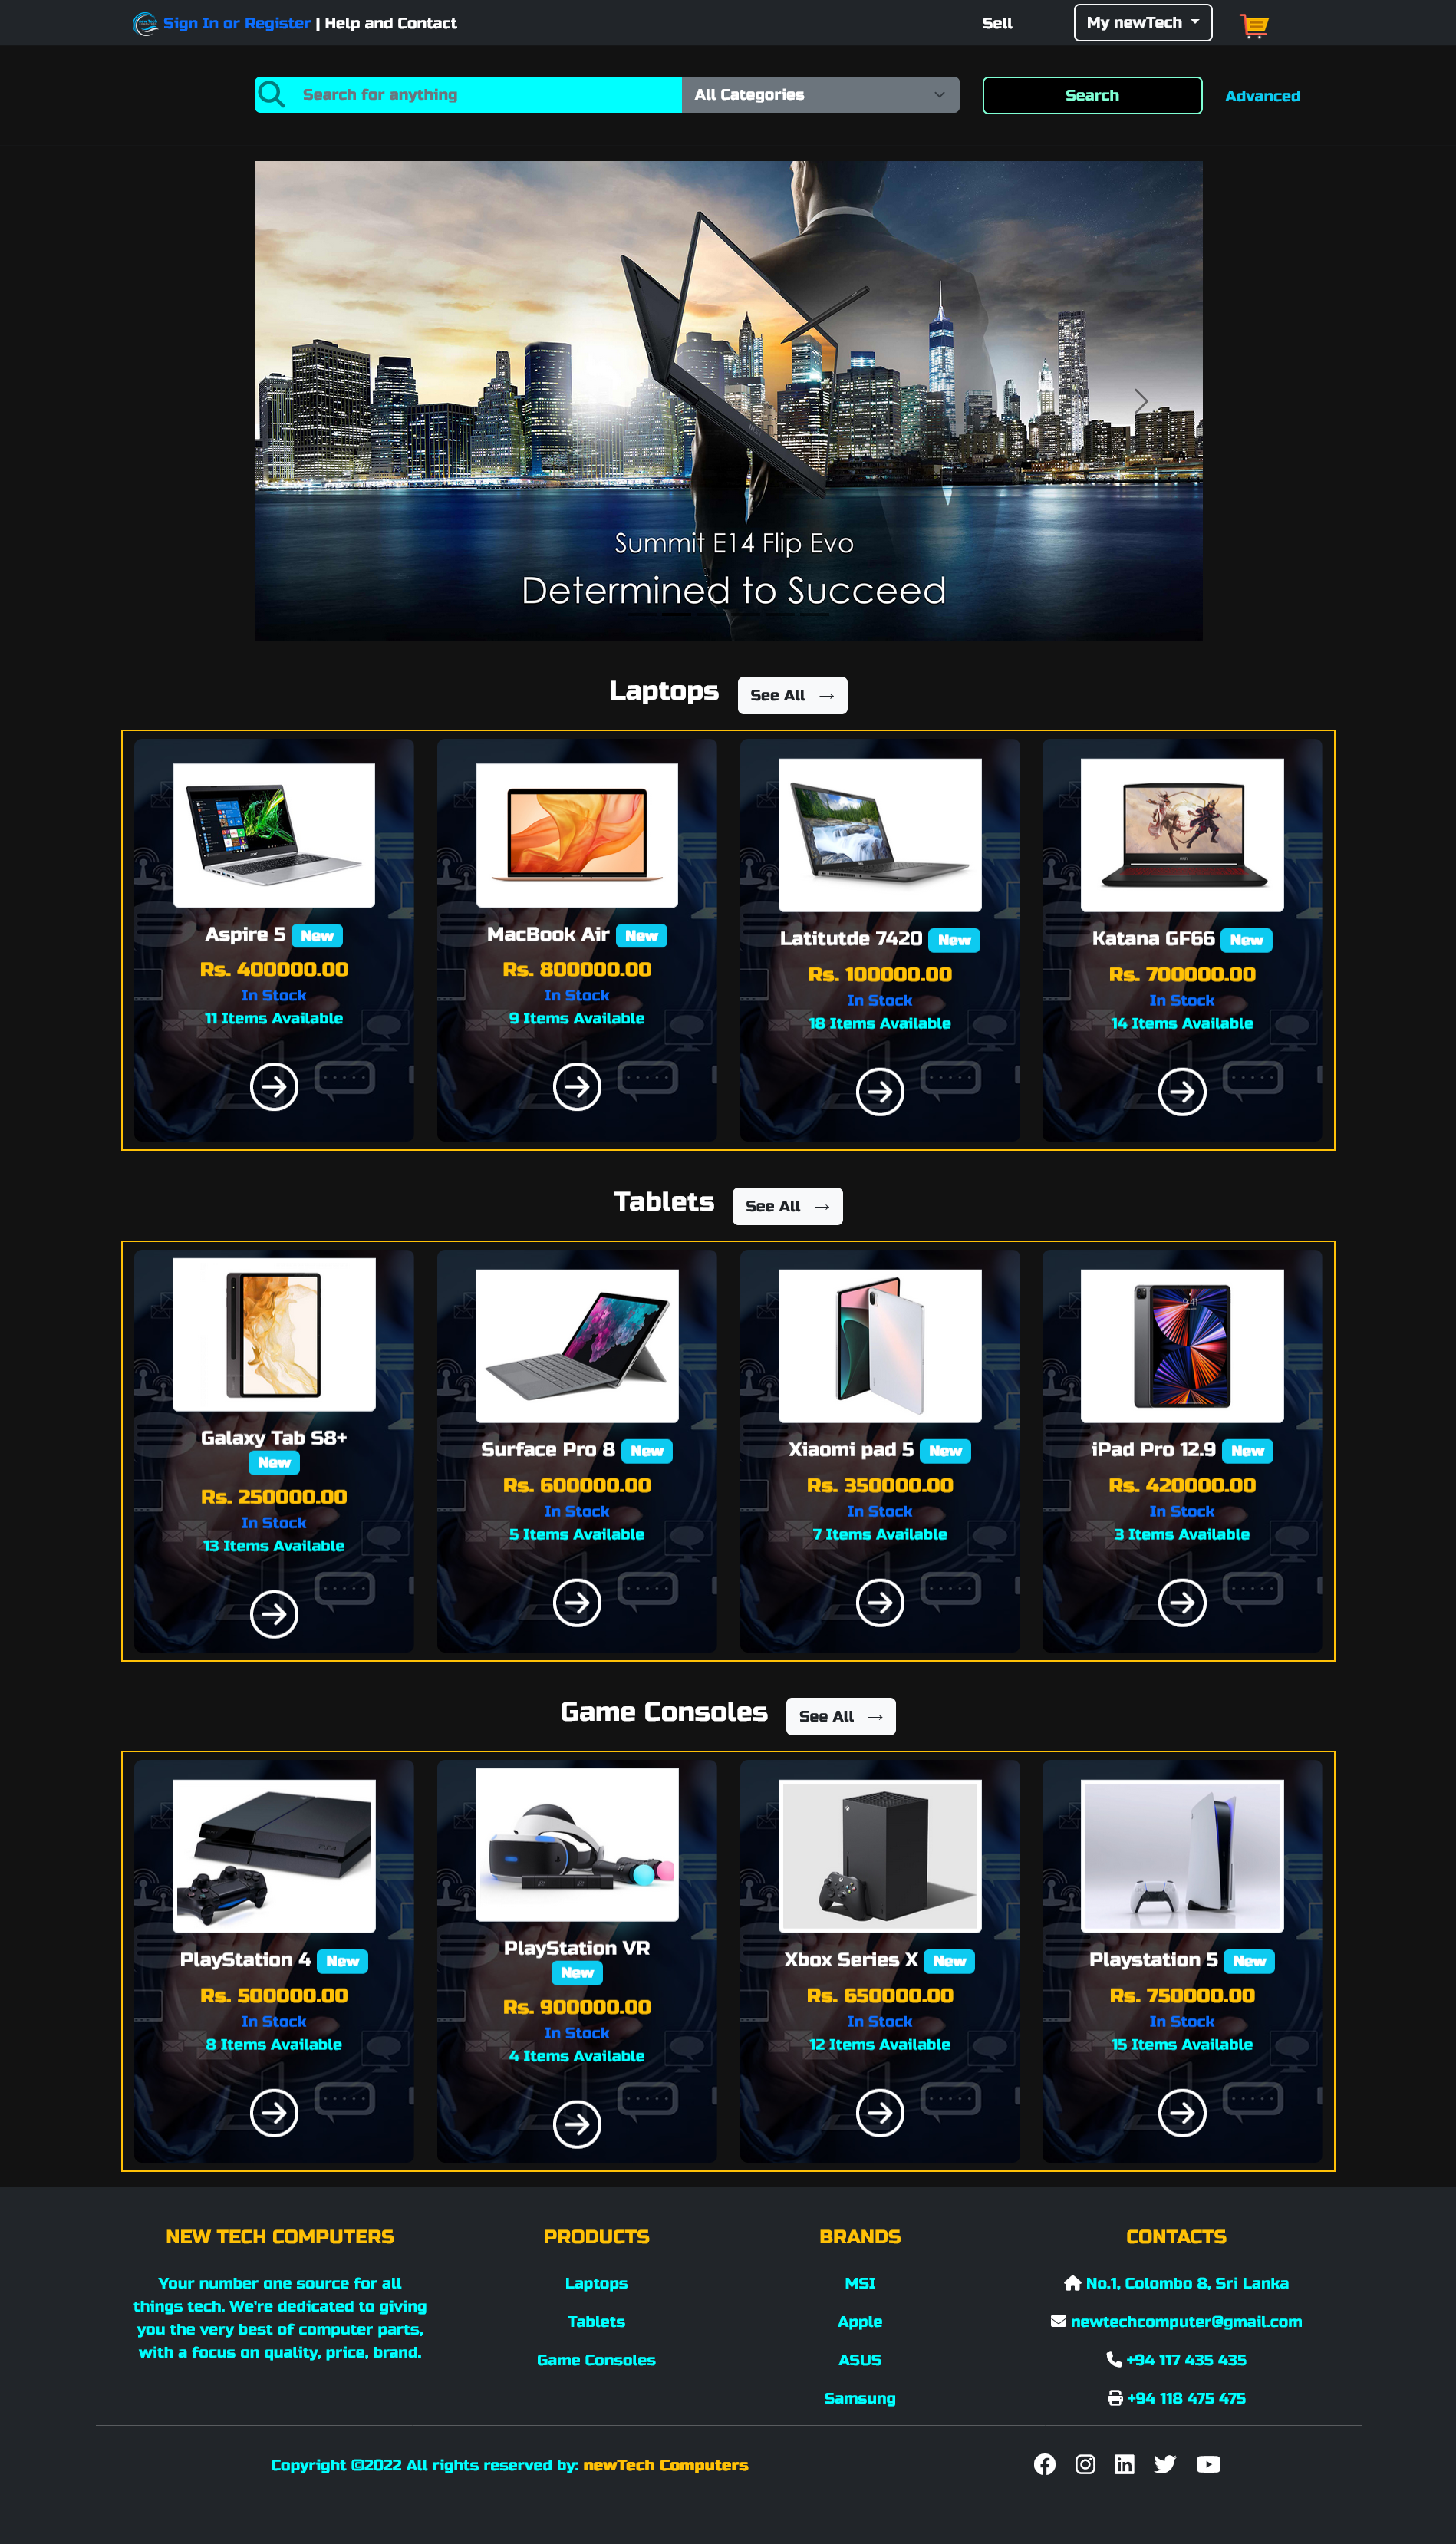 Sign In or Register | Help and Contact
Sell
My newTech
Search for anything
All Categories
Search
Advanced
Summit E14 Flip Evo
Determined to Succeed
Laptops
See All →
Aspire 5 New
Rs. 400000.00
In Stock
11 Items Available
MacBook Air New
Rs. 800000.00
In Stock
9 Items Available
Latitutde 7420 New
Rs. 100000.00
In Stock
18 Items Available
Katana GF66 New
Rs. 700000.00
In Stock
14 Items Available
Tablets
See All →
Galaxy Tab S8+
New
Rs. 250000.00
In Stock
13 Items Available
Surface Pro 8 New
Rs. 600000.00
In Stock
5 Items Available
Xiaomi pad 5 New
Rs. 350000.00
In Stock
7 Items Available
9:41
iPad Pro 12.9 New
Rs. 420000.00
In Stock
3 Items Available
Game Consoles
See All →
PlayStation 4 New
Rs. 500000.00
In Stock
8 Items Available
PlayStation VR
New
Rs. 900000.00
In Stock
4 Items Available
Xbox Series X New
Rs. 650000.00
In Stock
12 Items Available
Playstation 5 New
Rs. 750000.00
In Stock
15 Items Available
NEW TECH COMPUTERS
Your number one source for all
things tech. We're dedicated to giving
you the very best of computer parts,
with a focus on quality, price, brand.
PRODUCTS
Laptops
Tablets
Game Consoles
BRANDS
MSI
Apple
ASUS
Samsung
CONTACTS
No.1, Colombo 8, Sri Lanka
newtechcomputer@gmail.com
+94 117 435 435
+94 118 475 475
Copyright ©2022 All rights reserved by: newTech Computers